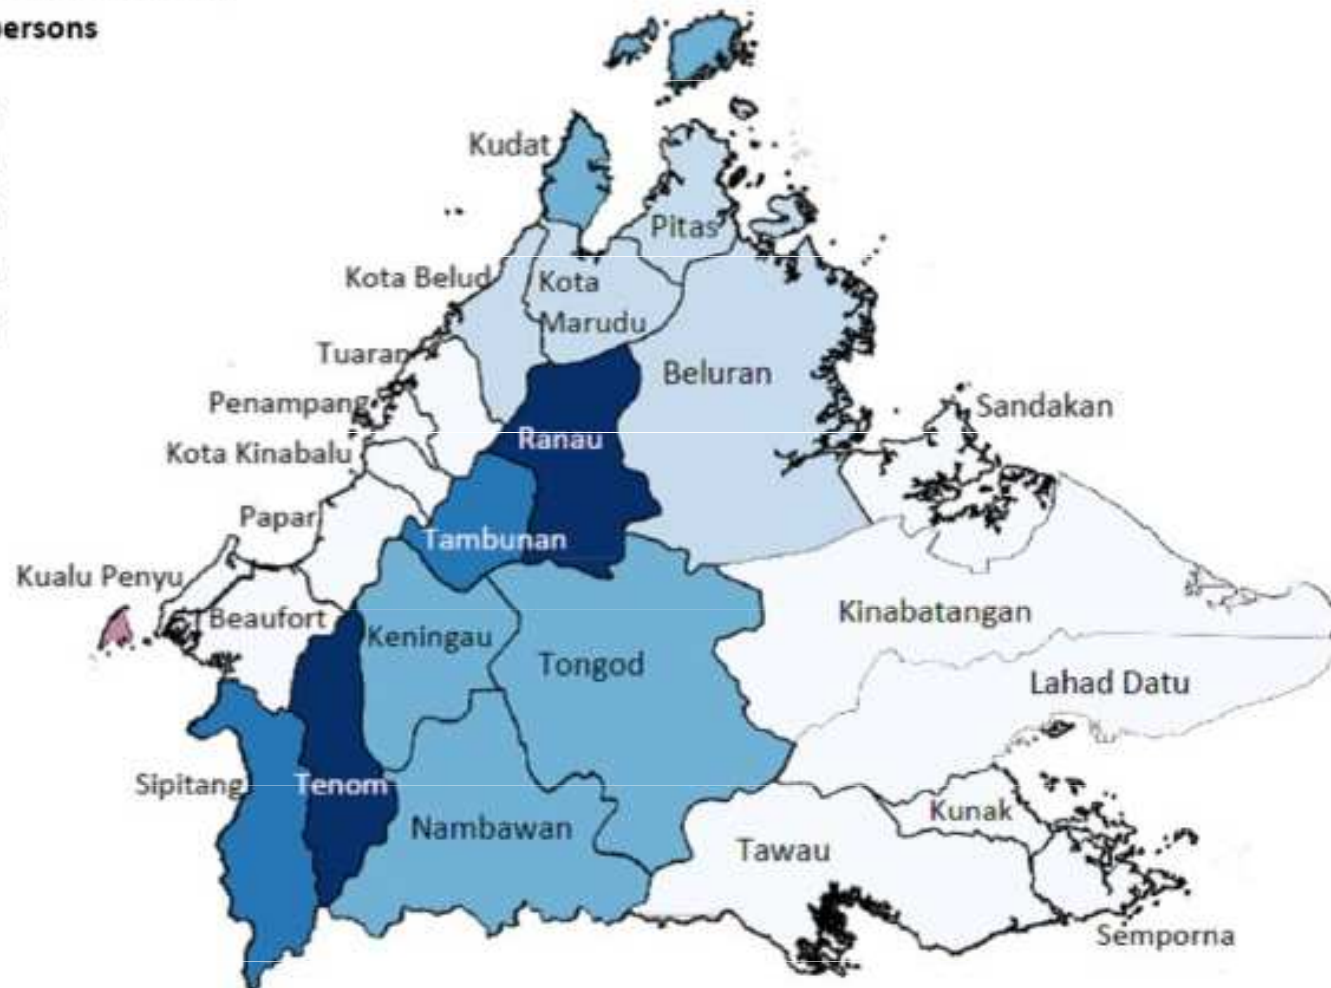 ersons
Kudat
Pitas
Kota Belud
Kota
Marudu
Tuaran
Beluran
Penampang
Sandakan
Ranau
Kota Kinabalu
Papar
Tambunan
Kualu Penyu
Beaufort
Keningau
Kinabatangan
Tongod
Lahad Datu
Sipitang
Tenom
Nambawan
Kunak
Tawau
Semporna